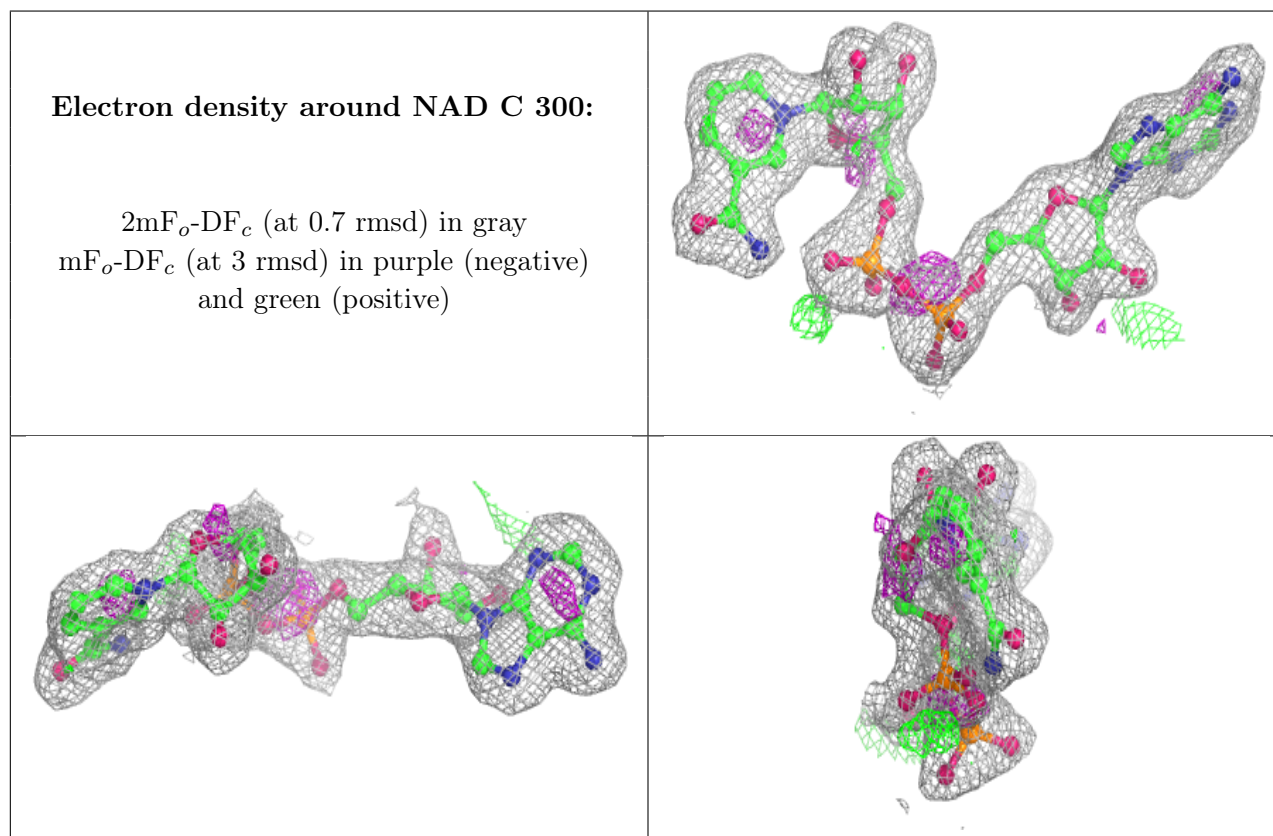 Electron density around NAD C 300:
2mFₒ-DF𝒸 (at 0.7 rmsd) in gray
mFₒ-DF𝒸 (at 3 rmsd) in purple (negative)
and green (positive)